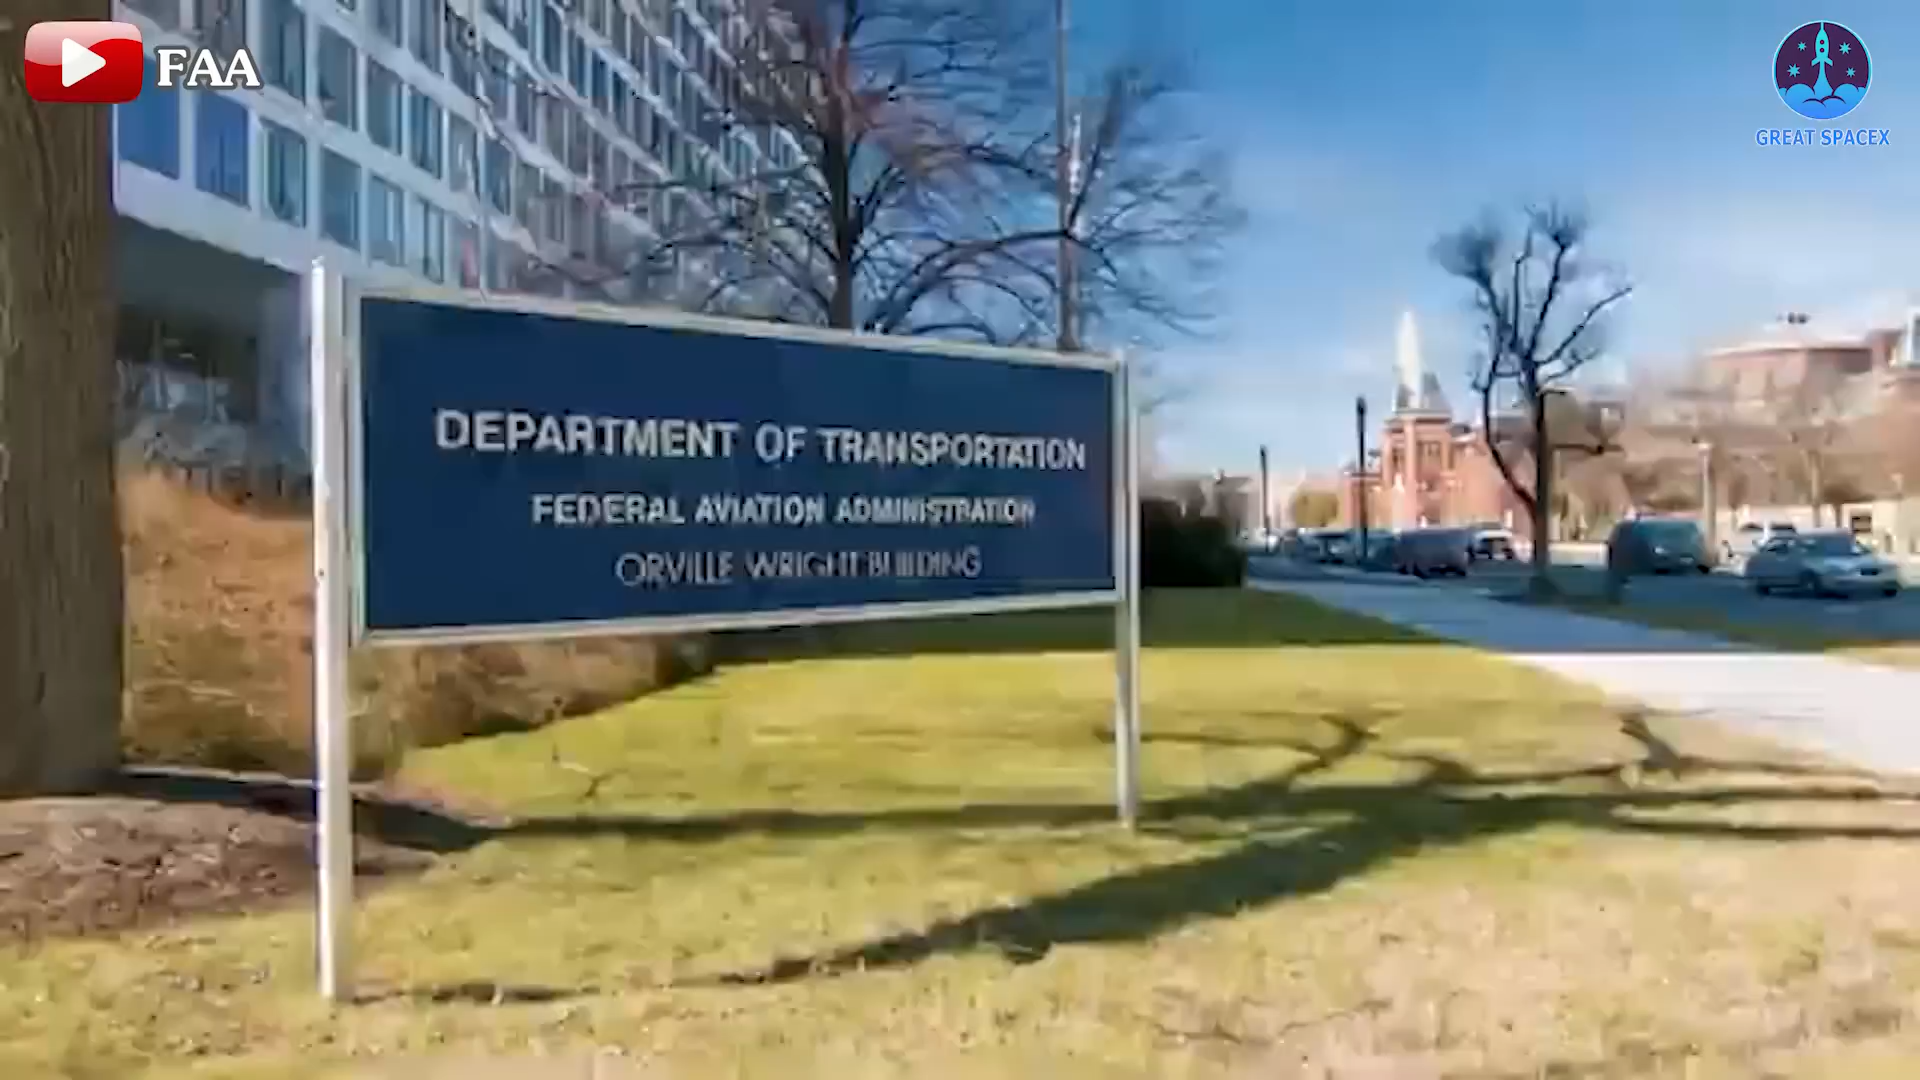 FAA
GREAT SPACEX
DEPARTMENT OF TRANSPORTATION
FEDERAL AVIATION ADMINISTRATION
ORVILLE WRIGHT BUILDING